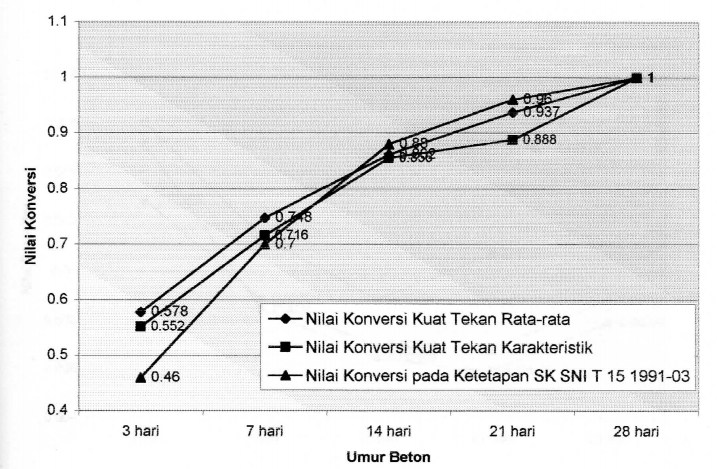 1.1
1
0.9
0.8
0.7
0.6
0.5
0.4
Nilai Konversi
0.578
0.552
0.46
0.748
0.716
0.7
0.88
0.96
0.937
0.888
1
Nilai Konversi Kuat Tekan Rata-rata
Nilai Konversi Kuat Tekan Karakteristik
Nilai Konversi pada Ketetapan SK SNI T 15 1991-03
3 hari
7 hari
14 hari
21 hari
28 hari
Umur Beton